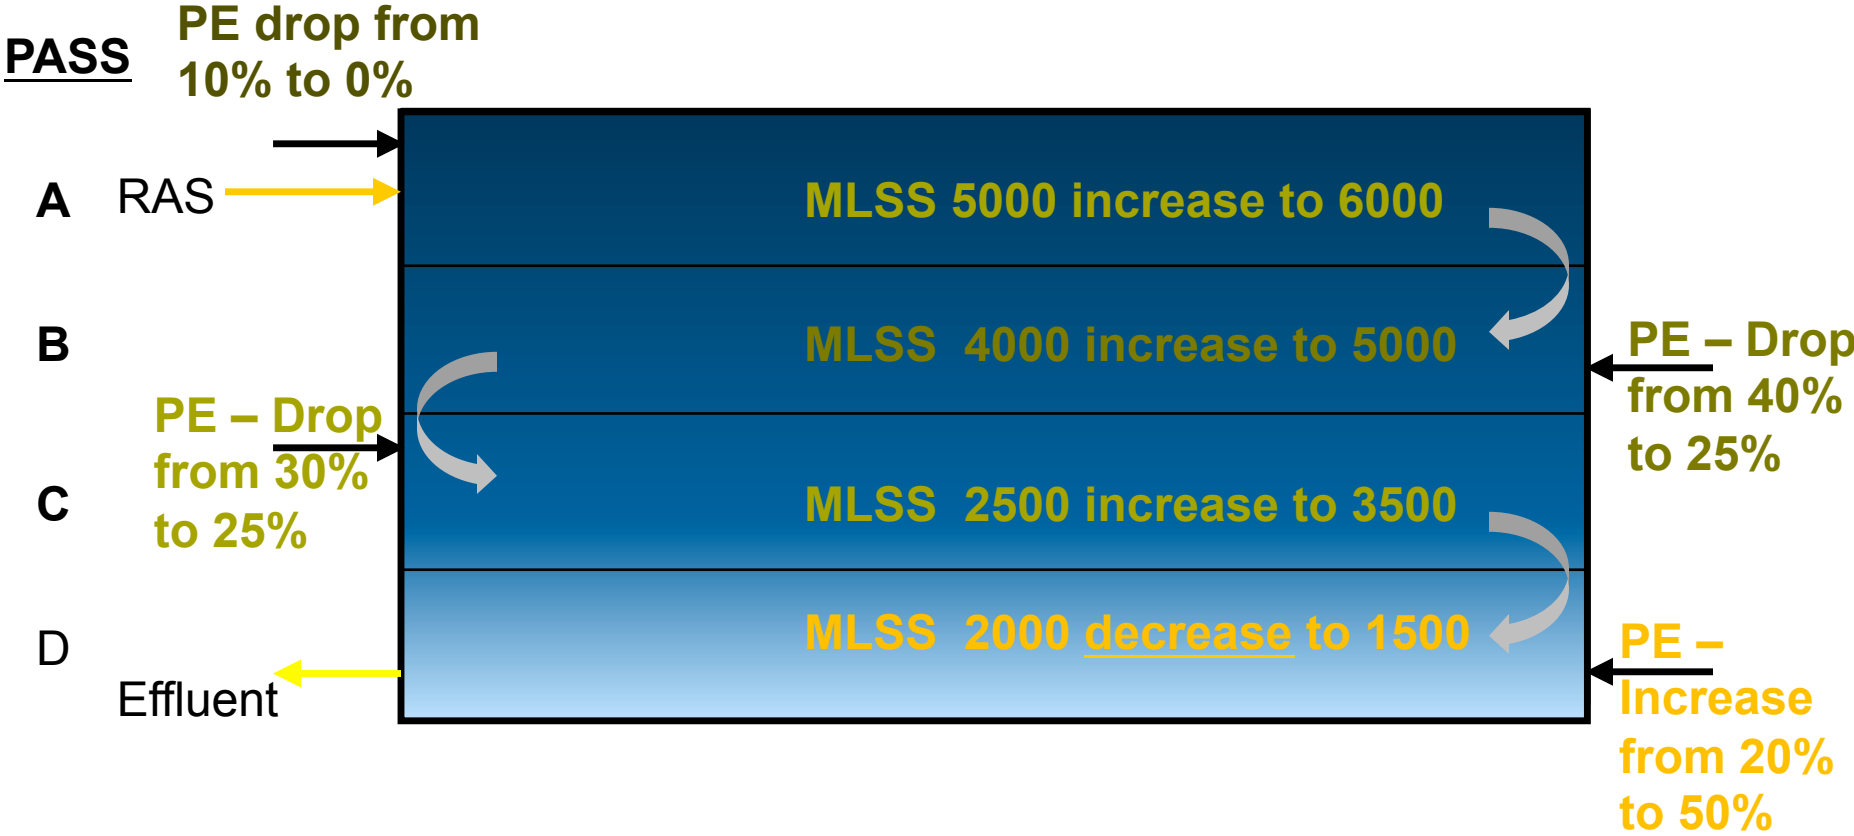 PASS
PE drop from
10% to 0%
A
RAS
MLSS 5000 increase to 6000
B
MLSS  4000 increase to 5000
PE – Drop
from 40%
to 25%
PE – Drop
from 30%
to 25%
C
MLSS  2500 increase to 3500
D
MLSS  2000 decrease to 1500
Effluent
PE –
Increase
from 20%
to 50%